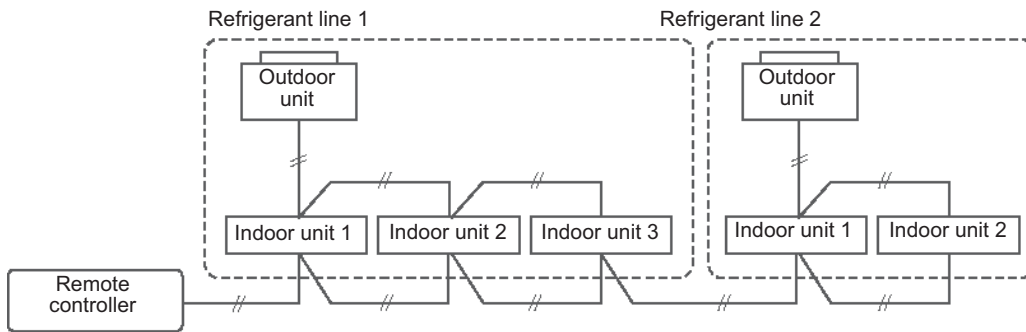 Refrigerant line 1
Refrigerant line 2
Outdoor
unit
Outdoor
unit
Indoor unit 1
Indoor unit 2
Indoor unit 3
Indoor unit 1
Indoor unit 2
Remote
controller